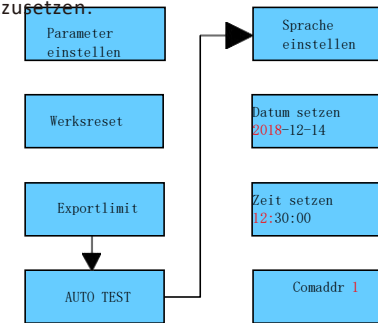 zusetzen.
Parameter
einstellen
Werksreset
Exportlimit
AUTO TEST
Sprache
einstellen
Datum setzen
2018-12-14
Zeit setzen
12:30:00
Comaddr 1